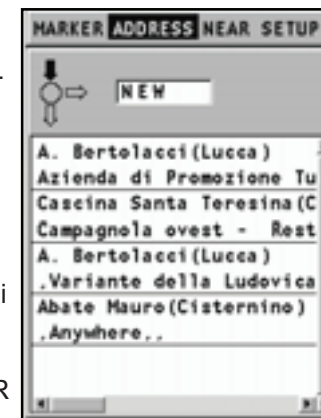 MARKER ADDRESS NEAR SETUP
NEW
A. Bertolacci(Lucca)
Azienda di Promozione Tu
Cascina Santa Teresina(C
Campagnola ovest - Rest
A. Bertolacci(Lucca)
.Variante della Ludovica
i
Abate Mauro(Cisternino)
.Anywhere,,
R